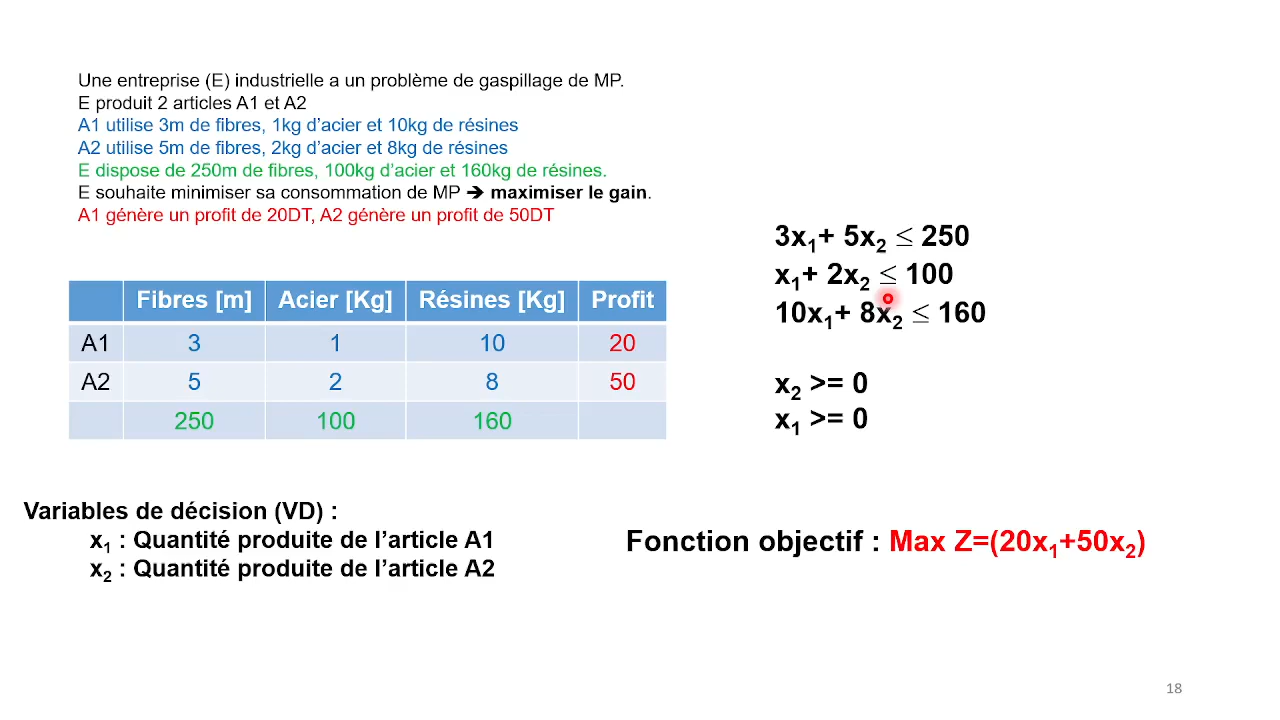 Une entreprise (E) industrielle a un problème de gaspillage de MP.
E produit 2 articles A1 et A2
A1 utilise 3m de fibres, 1kg d’acier et 10kg de résines
A2 utilise 5m de fibres, 2kg d’acier et 8kg de résines
E dispose de 250m de fibres, 100kg d’acier et 160kg de résines.
E souhaite minimiser sa consommation de MP ➔ maximiser le gain.
A1 génère un profit de 20DT, A2 génère un profit de 50DT
Fibres [m] Acier [Kg] Résines [Kg] Profit
A1 3 1 10 20
A2 5 2 8 50
250 100 160
3x₁+ 5x₂ ≤ 250
x₁+ 2x₂ ≤ 100
10x₁+ 8x₂ ≤ 160
x₂ >= 0
x₁ >= 0
Variables de décision (VD) :
x₁ : Quantité produite de l’article A1
x₂ : Quantité produite de l’article A2
Fonction objectif : Max Z=(20x₁+50x₂)
18